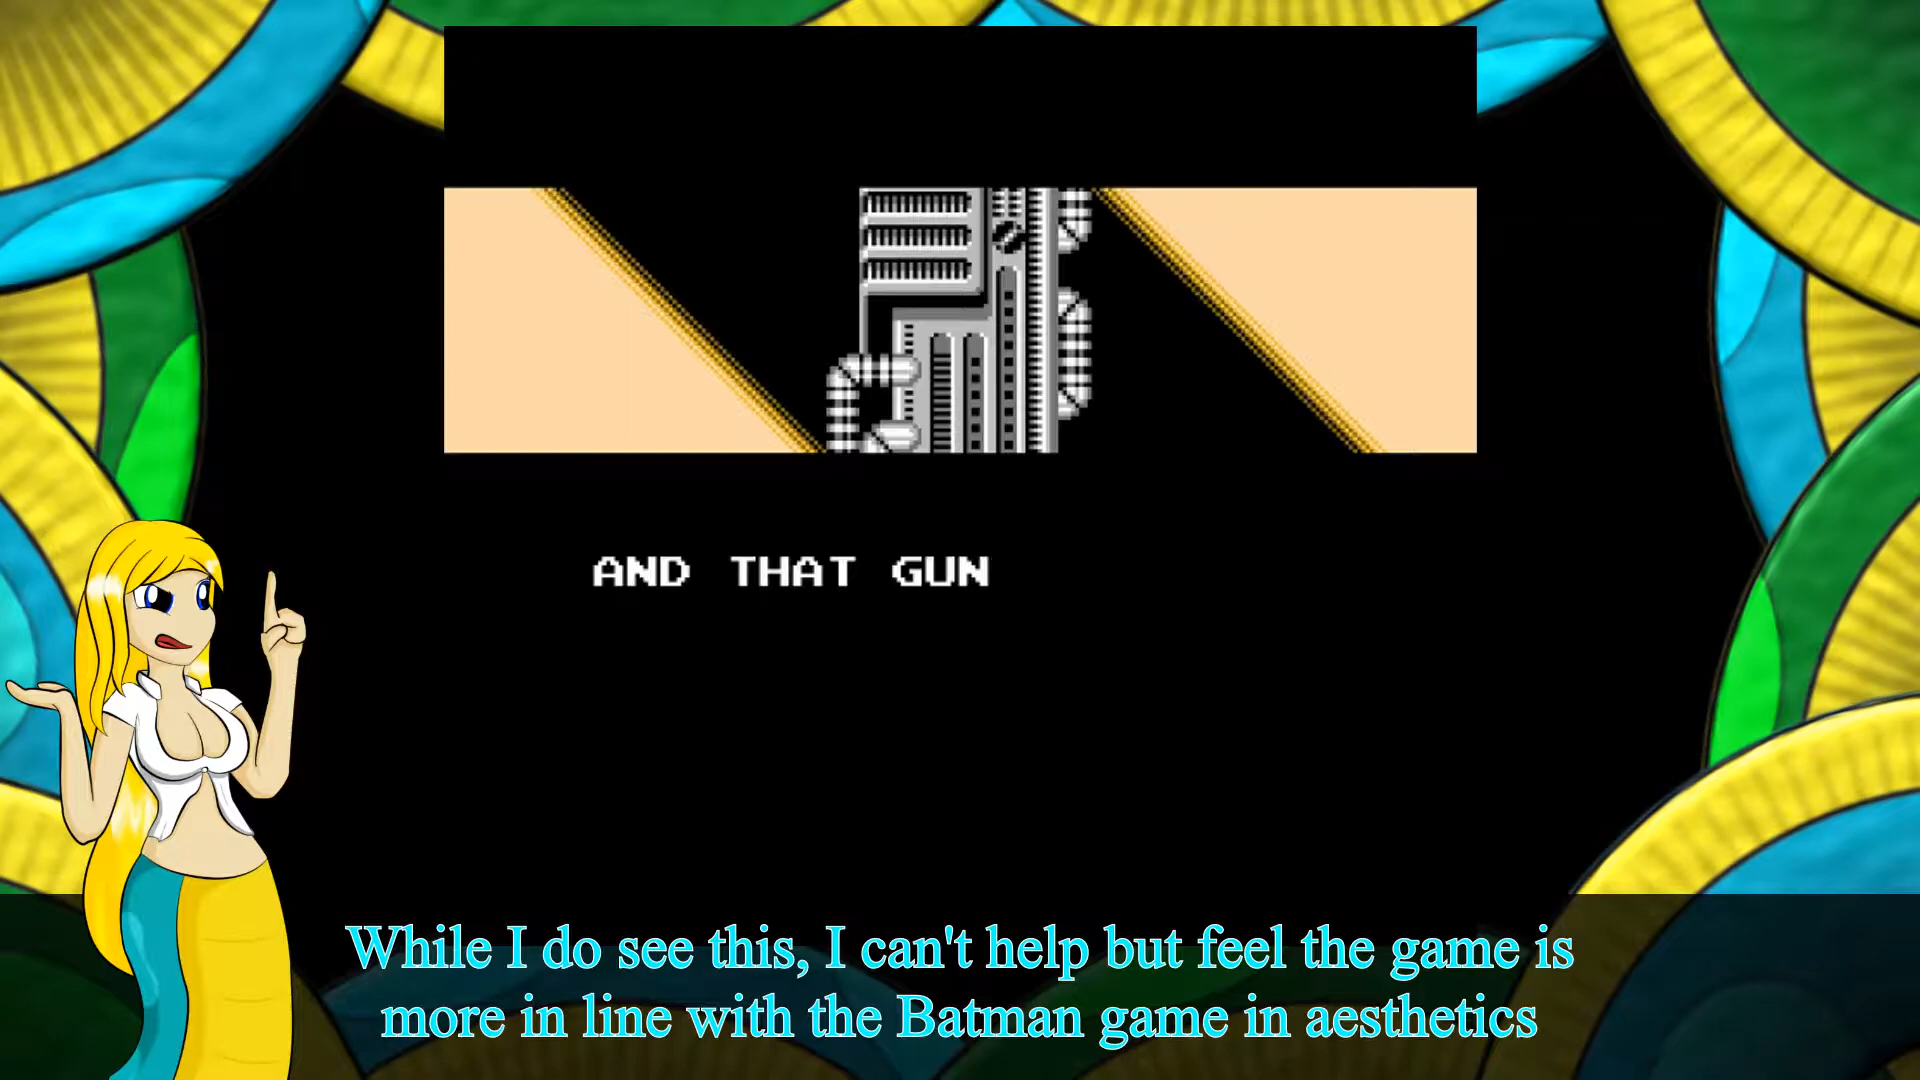 AND THAT GUN
While I do see this, I can't help but feel the game is
more in line with the Batman game in aesthetics